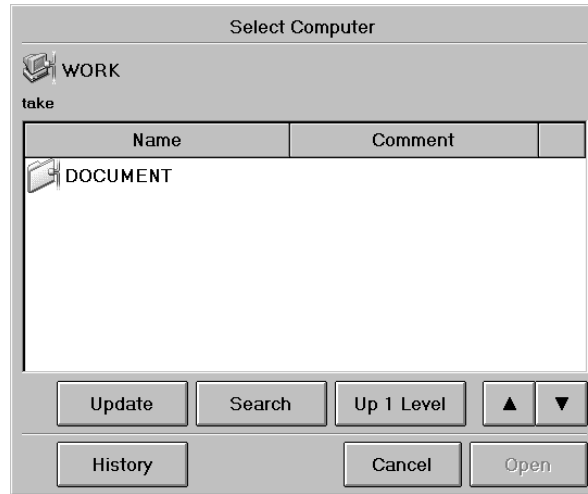 Select Computer
WORK
take
Name Comment
DOCUMENT
Update Search Up 1 Level ▲ ▼
History Cancel Open